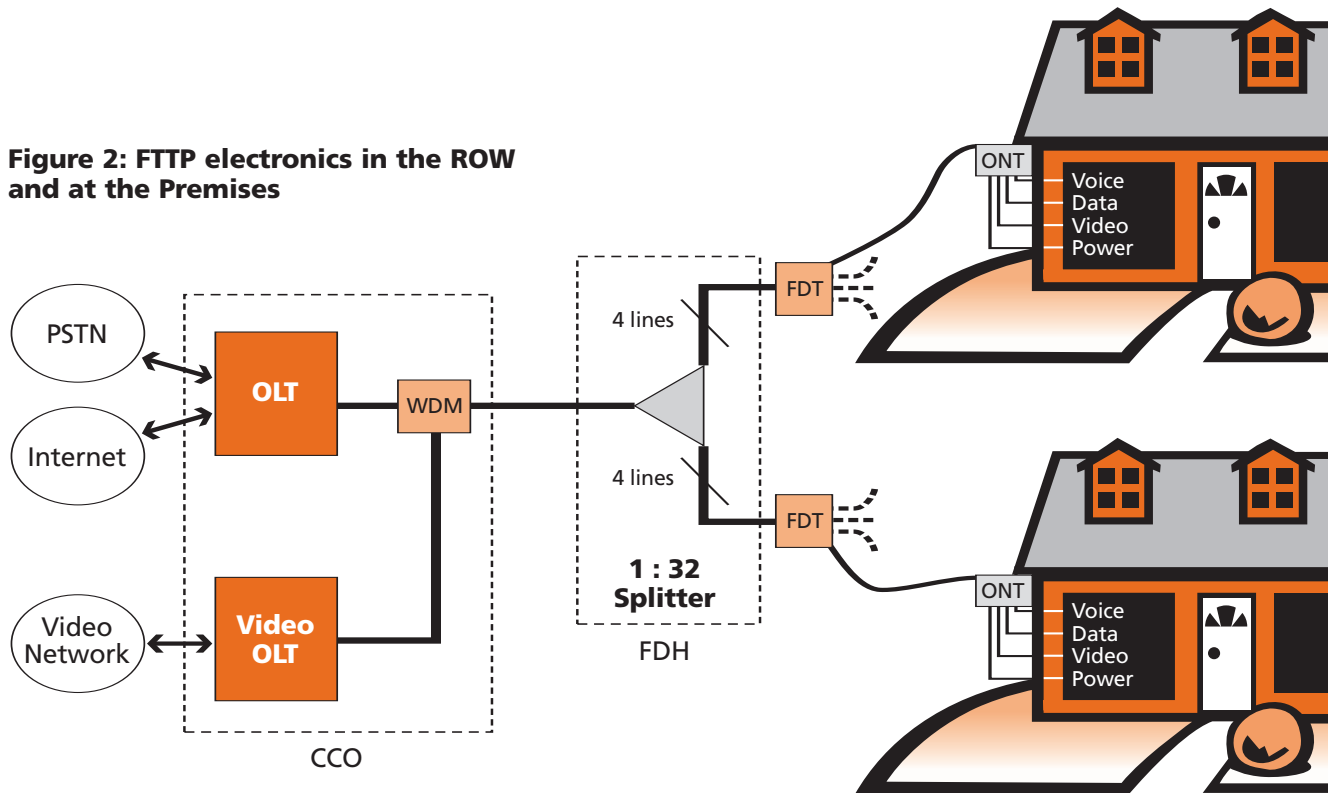 Figure 2: FTTP electronics in the ROW
and at the Premises
PSTN
Internet
Video
Network
OLT
Video
OLT
WDM
CCO
4 lines
4 lines
1 : 32
Splitter
FDH
FDT
FDT
ONT
Voice
Data
Video
Power
ONT
Voice
Data
Video
Power